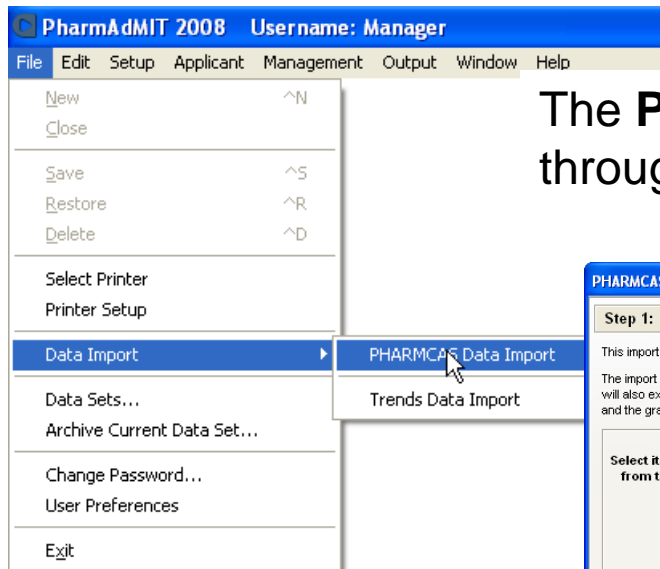 PharmAdMIT 2008 Username: Manager
File Edit Setup Applicant Management Output Window Help
New ^N
Close
Save ^S
Restore ^R
Delete ^D
Select Printer
Printer Setup
Data Import
PHARMCAS Data Import
Trends Data Import
Data Sets...
Archive Current Data Set...
Change Password...
User Preferences
Exit
The P
throug
PHARMCAS
Step 1:
This import
The import
will also ex
and the gra
Select it
from t